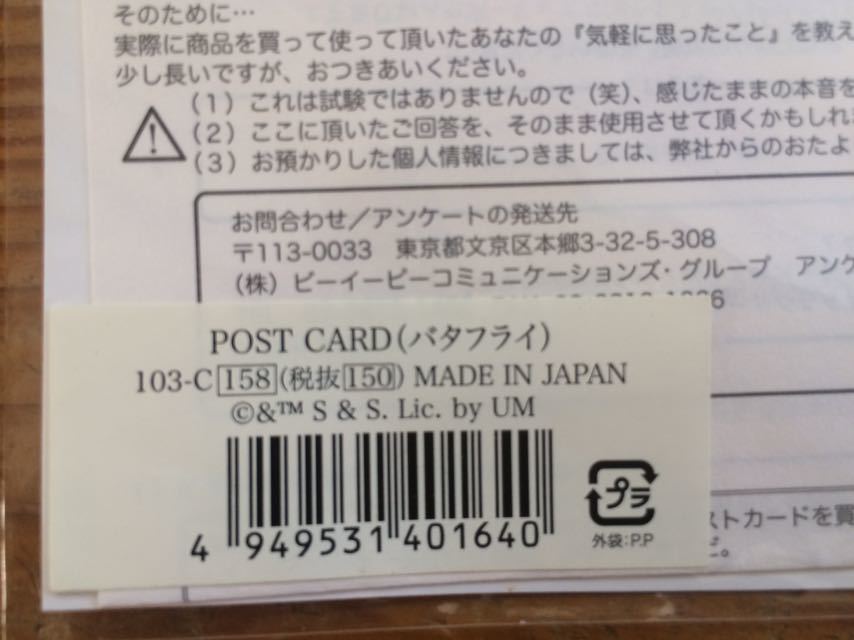 そのために…
実際に商品を買って使って頂いたあなたの『気軽に思ったこと』を教え
少し長いですが、おつきあいください。
(1) これは試験ではありませんので(笑)、感じたままの本音を
(2) ここに頂いたご回答を、そのまま使用させて頂くかもしれま
(3) お預かりした個人情報につきましては、弊社からのおたよ
お問合わせ/アンケートの発送先
〒113-0033 東京都文京区本郷3-32-5-308
(株) ビーイーピーコミュニケーションズ・グループ アンケ
POST CARD(バタフライ)
103-C 158 (税抜 150) MADE IN JAPAN
©&™ S & S. Lic. by UM
4 949531 401640
プラ
外袋:P.P
ストカードを買
だ。